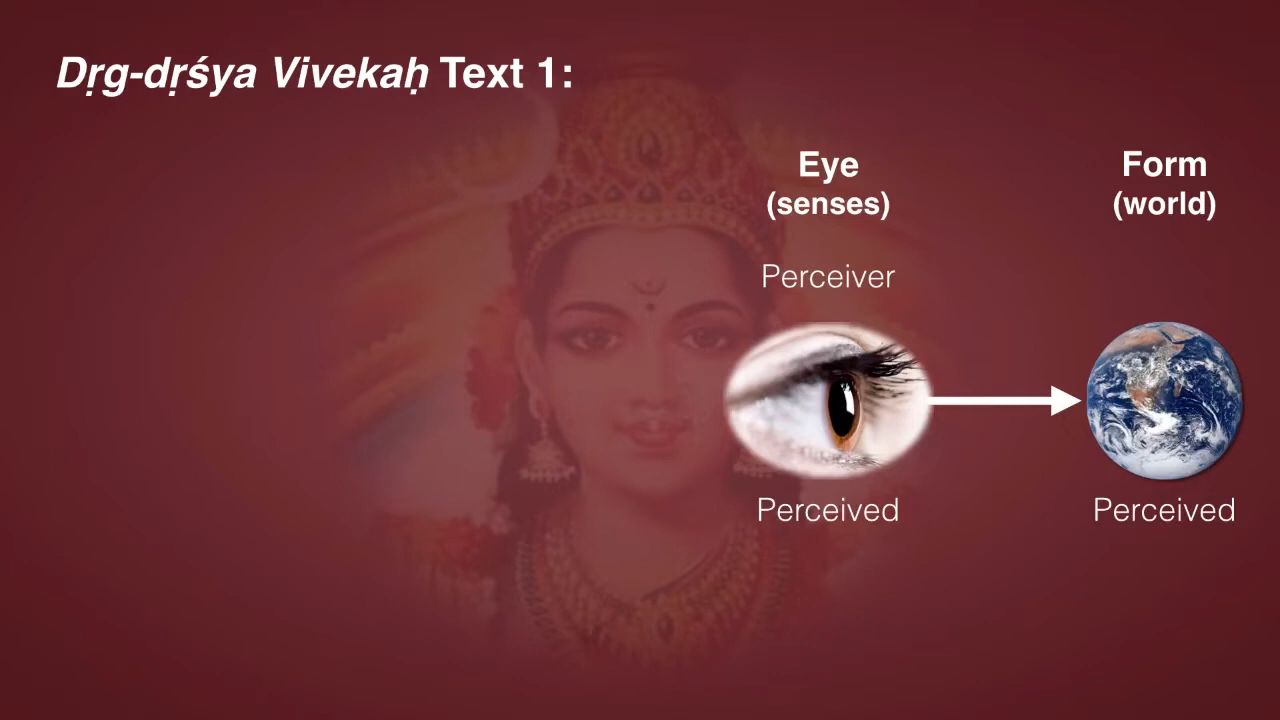 Dṛg-dṛśya Vivekaḥ Text 1:
Eye
(senses)
Perceiver
Perceived
Form
(world)
Perceived